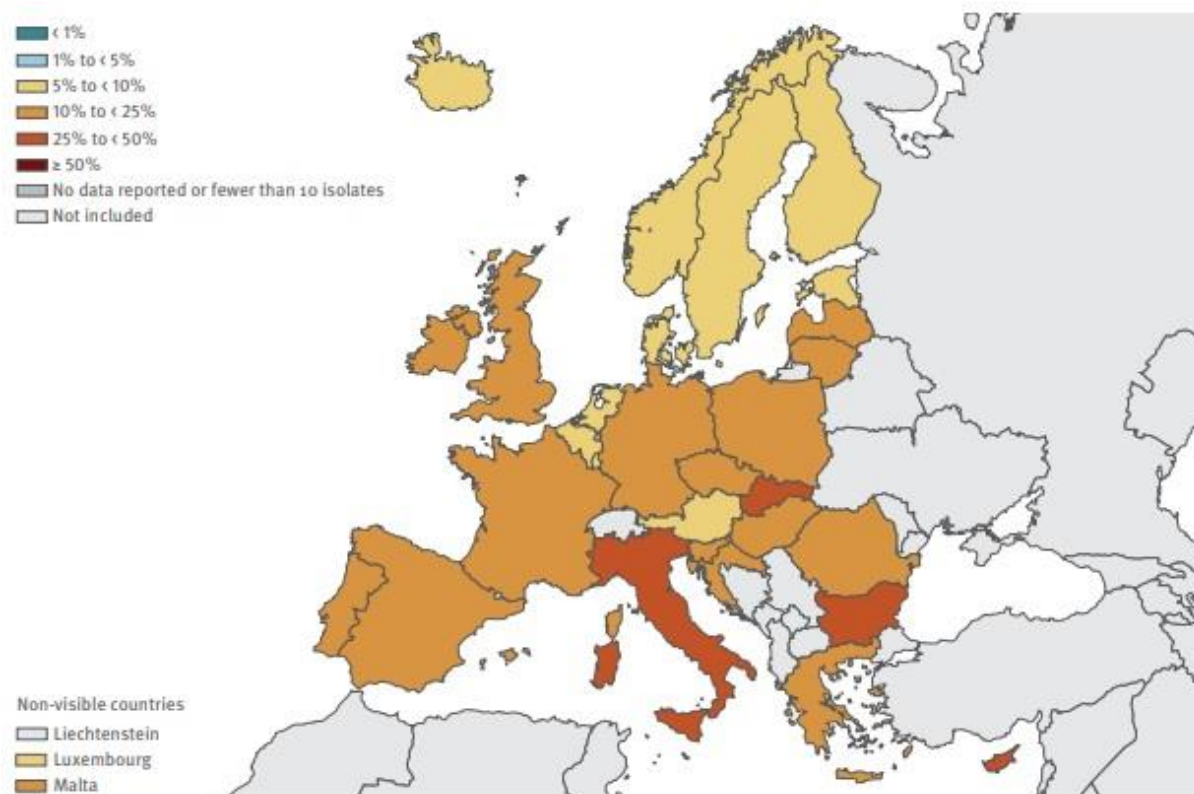 < 1%
1% to < 5%
5% to < 10%
10% to < 25%
25% to < 50%
≥ 50%
No data reported or fewer than 10 isolates
Not included
Non-visible countries
Liechtenstein
Luxembourg
Malta